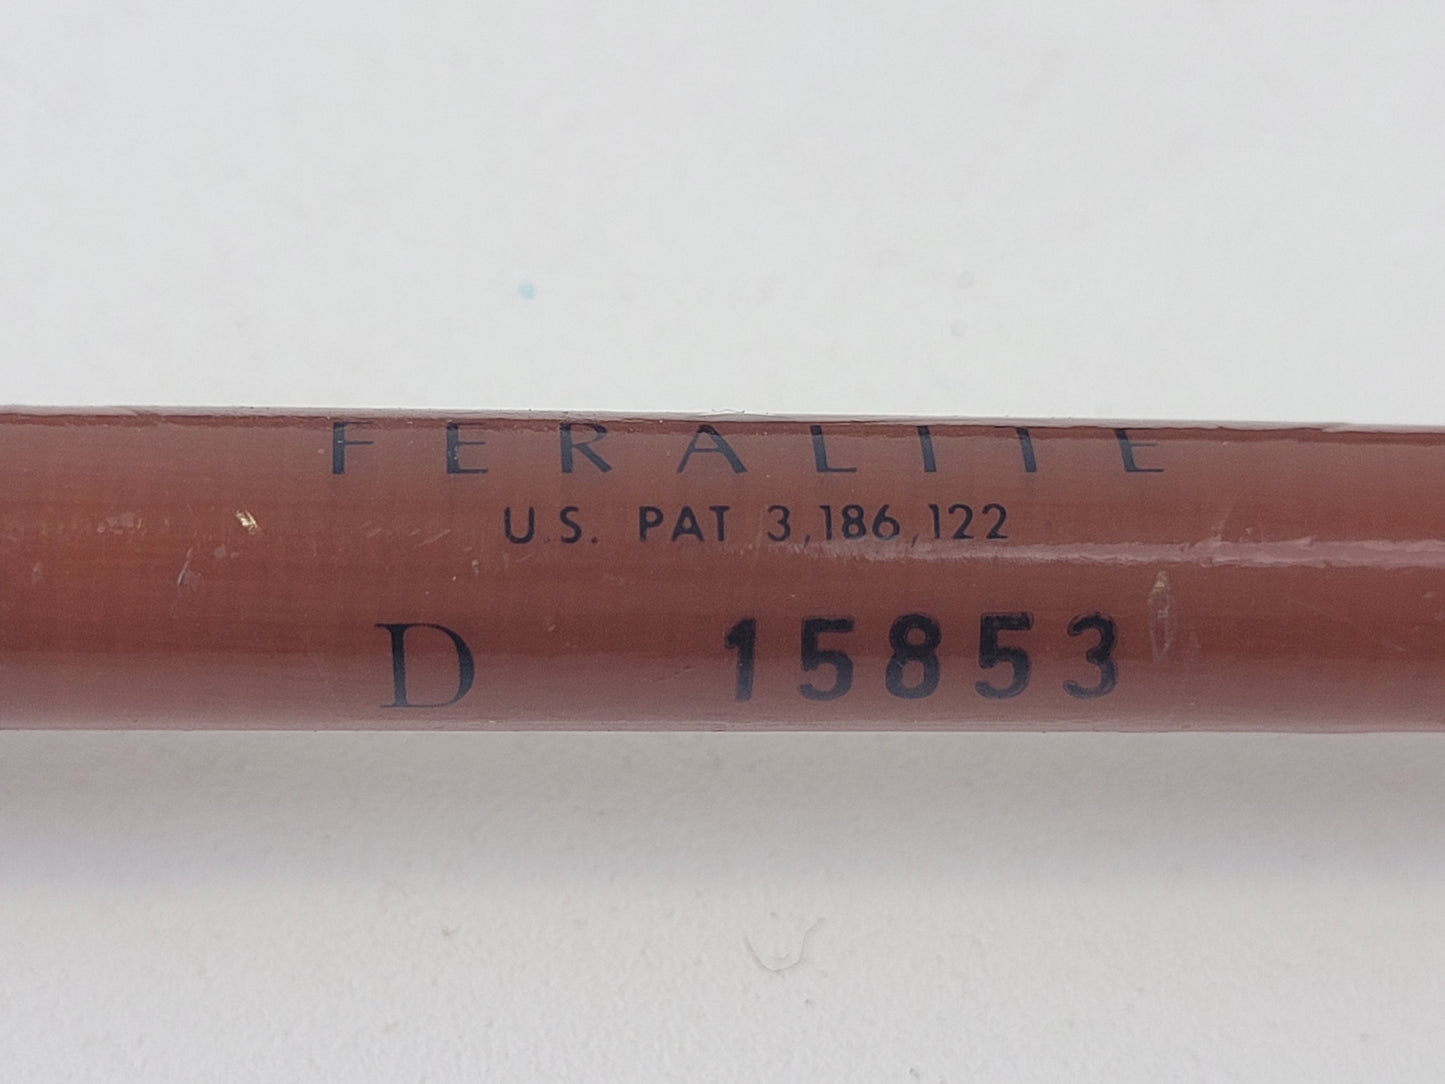 FERALITE
U.S. PAT 3,186,122
D 15853